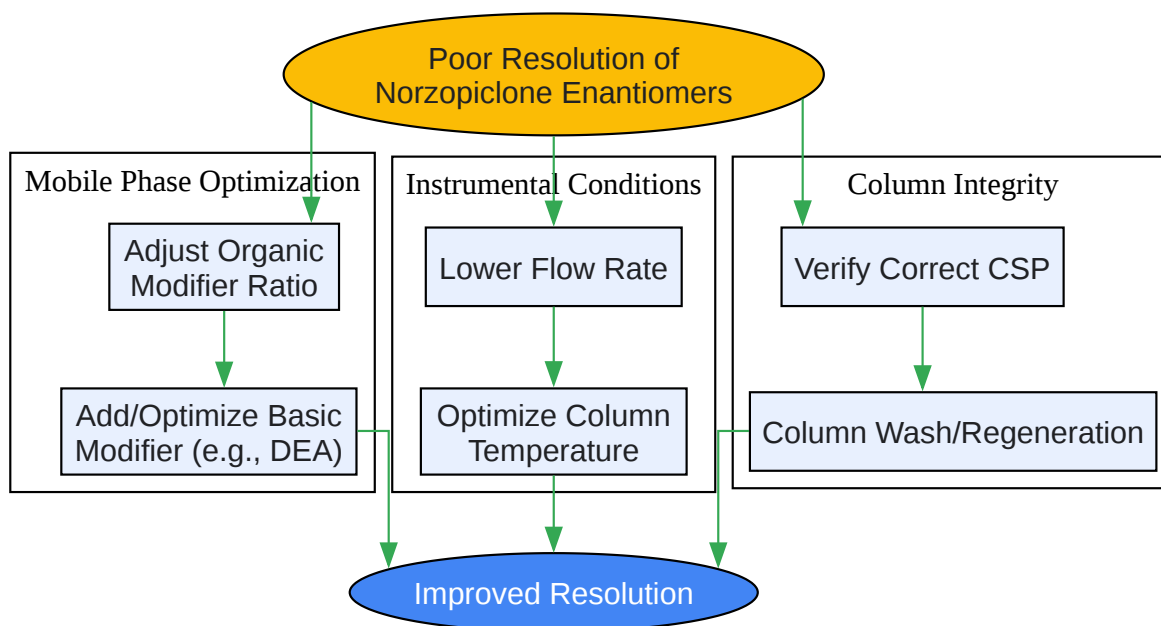 Poor Resolution of
Norzopiclone Enantiomers
Mobile Phase Optimization
Adjust Organic
Modifier Ratio
Add/Optimize Basic
Modifier (e.g., DEA)
Instrumental Conditions
Lower Flow Rate
Optimize Column
Temperature
Column Integrity
Verify Correct CSP
Column Wash/Regeneration
Improved Resolution